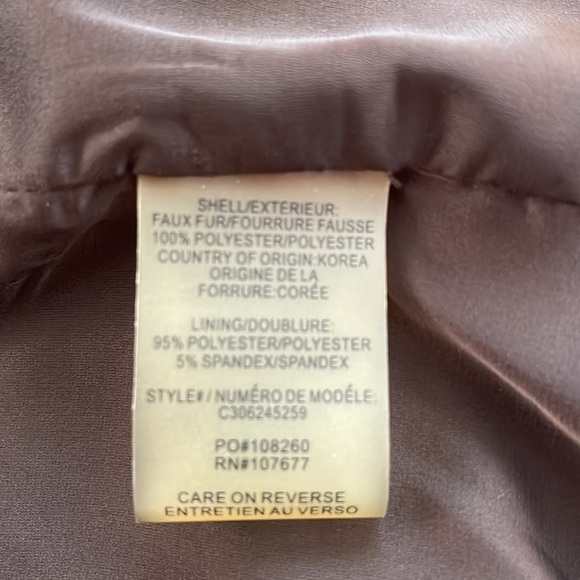 SHELL/EXTERIEUR:
FAUX FUR/FOURRURE FAUSSE
100% POLYESTER/POLYESTER
COUNTRY OF ORIGIN:KOREA
ORIGINE DE LA
FORRURE:CORÉE
LINING/DOUBLURE:
95% POLYESTER/POLYESTER
5% SPANDEX/SPANDEX
STYLE# / NUMÉRO DE MODÉLE:
C306245259
PO#108260
RN#107677
CARE ON REVERSE
ENTRETIEN AU VERSO